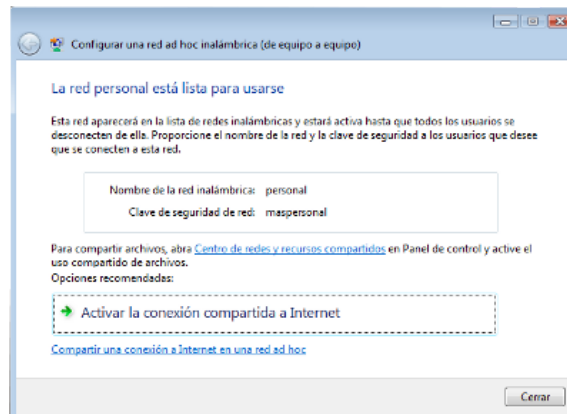 Configurar una red ad hoc inalámbrica (de equipo a equipo)
La red personal está lista para usarse
Esta red aparecerá en la lista de redes inalámbricas y estará activa hasta que todos los usuarios se
desconecten de ella. Proporcione el nombre de la red y la clave de seguridad a los usuarios que desee
que se conecten a esta red.
Nombre de la red inalámbrica: personal
Clave de seguridad de red: maspersonal
Para compartir archivos, abra Centro de redes y recursos compartidos en Panel de control y active el
uso compartido de archivos.
Opciones recomendadas:
Activar la conexión compartida a Internet
Compartir una conexión a Internet en una red ad hoc
Cerrar